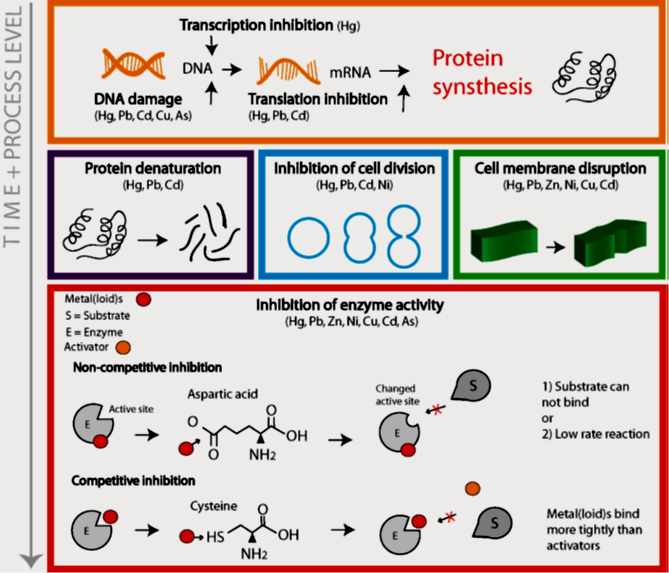 TIME + PROCESS LEVEL
Transcription inhibition (Hg)
DNA
mRNA
Protein
synsthesis
DNA damage
(Hg, Pb, Cd, Cu, As)
Translation inhibition
(Hg, Pb, Cd)
Protein denaturation
(Hg, Pb, Cd)
Inhibition of cell division
(Hg, Pb, Cd, Ni)
Cell membrane disruption
(Hg, Pb, Zn, Ni, Cu, Cd)
Metal(loid)s
S = Substrate
E = Enzyme
Activator
Inhibition of enzyme activity
(Hg, Pb, Zn, Ni, Cu, Cd, As)
Non-competitive inhibition
Active site
E
Aspartic acid
O
O
O
OH
NH2
Changed
active site
E
S
1) Substrate can
not bind
or
2) Low rate reaction
Competitive inhibition
E
Cysteine
HS
O
OH
NH2
E
S
Metal(loid)s bind
more tightly than
activators